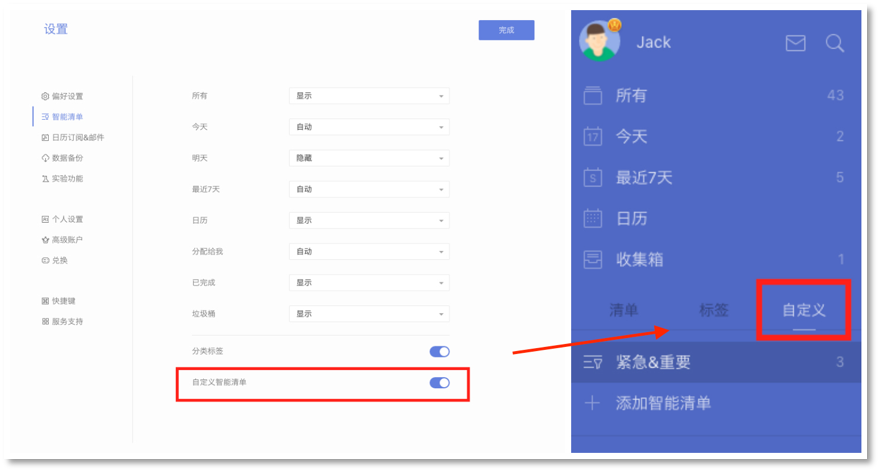 设置
完成
偏好设置
智能清单
日历订阅&邮件
数据备份
实验功能
个人设置
高级账户
兑换
快捷键
服务支持
所有 显示
今天 自动
明天 隐藏
最近7天 自动
日历 显示
分配给我 自动
已完成 显示
垃圾桶 显示
分类标签
自定义智能清单
Jack
所有 43
17 今天 2
S 最近7天 5
日历
收集箱 1
清单 标签 自定义
紧急&重要 3
添加智能清单